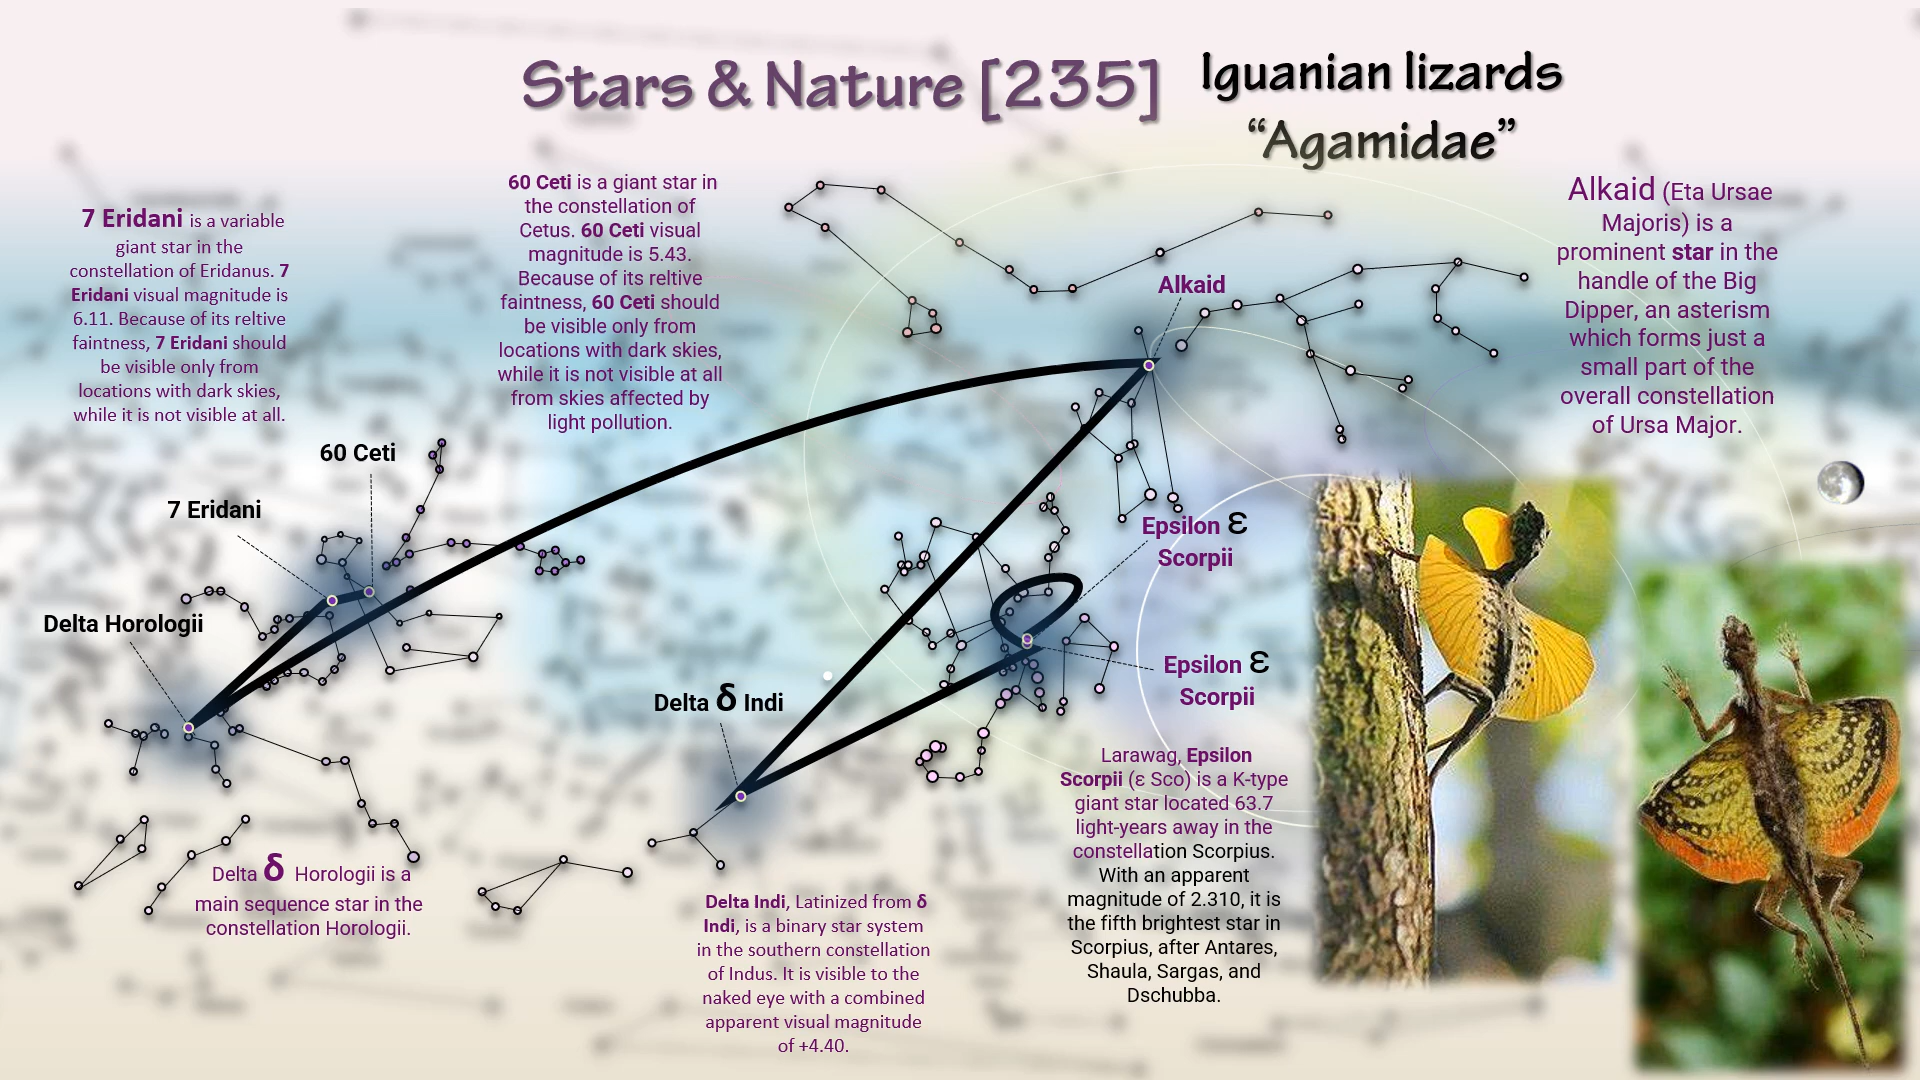 Stars & Nature [235]
Iguanian lizards
“Agamidae”
7 Eridani is a variable
giant star in the
constellation of Eridanus. 7
Eridani visual magnitude is
6.11. Because of its reltive
faintness, 7 Eridani should
be visible only from
locations with dark skies,
while it is not visible at all.
60 Ceti is a giant star in
the constellation of
Cetus. 60 Ceti visual
magnitude is 5.43.
Because of its reltive
faintness, 60 Ceti should
be visible only from
locations with dark skies,
while it is not visible at all
from skies affected by
light pollution.
Alkaid (Eta Ursae
Majoris) is a
prominent star in the
handle of the Big
Dipper, an asterism
which forms just a
small part of the
overall constellation
of Ursa Major.
Alkaid
60 Ceti
7 Eridani
Delta Horologii
Epsilon ε
Scorpii
Epsilon ε
Scorpii
Delta δ Indi
Larawag, Epsilon
Scorpii (ε Sco) is a K-type
giant star located 63.7
light-years away in the
constellation Scorpius.
With an apparent
magnitude of 2.310, it is
the fifth brightest star in
Scorpius, after Antares,
Shaula, Sargas, and
Dschubba.
Delta δ Horologii is a
main sequence star in the
constellation Horologii.
Delta Indi, Latinized from δ
Indi, is a binary star system
in the southern constellation
of Indus. It is visible to the
naked eye with a combined
apparent visual magnitude
of +4.40.